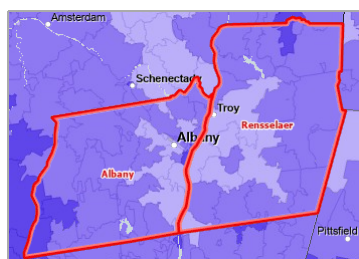 Amsterdam
Schenectady
Troy
Rensselaer
Albany
Albany
Pittsfield